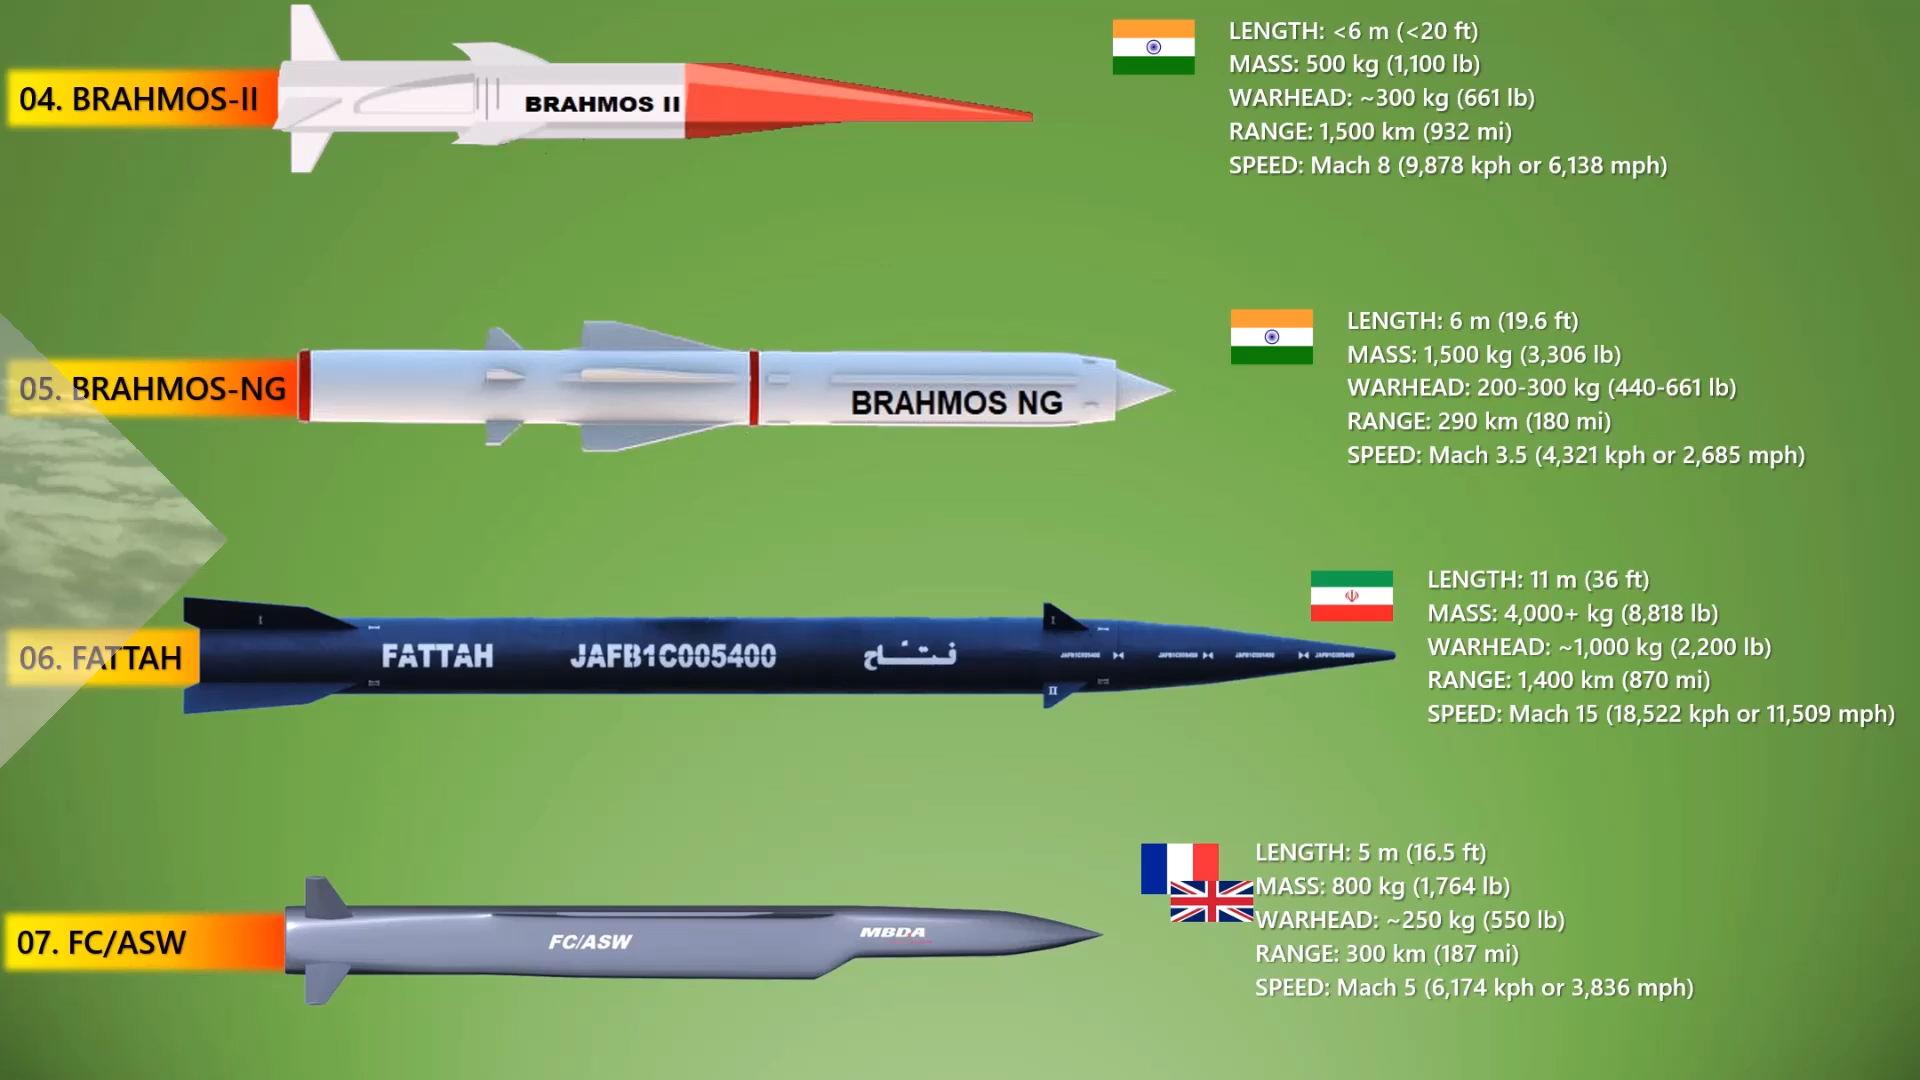 04. BRAHMOS-II
BRAHMOS II
LENGTH: <6 m (<20 ft)
MASS: 500 kg (1,100 lb)
WARHEAD: ~300 kg (661 lb)
RANGE: 1,500 km (932 mi)
SPEED: Mach 8 (9,878 kph or 6,138 mph)
05. BRAHMOS-NG
BRAHMOS NG
LENGTH: 6 m (19.6 ft)
MASS: 1,500 kg (3,306 lb)
WARHEAD: 200-300 kg (440-661 lb)
RANGE: 290 km (180 mi)
SPEED: Mach 3.5 (4,321 kph or 2,685 mph)
06. FATTAH
I
I
II
FATTAH JAFB1C005400 فتّاح
JAFB1C005400 JAFB1C005400 JAFB1C005400 JAFB1C005400
LENGTH: 11 m (36 ft)
MASS: 4,000+ kg (8,818 lb)
WARHEAD: ~1,000 kg (2,200 lb)
RANGE: 1,400 km (870 mi)
SPEED: Mach 15 (18,522 kph or 11,509 mph)
07. FC/ASW
FC/ASW
MBDA
LENGTH: 5 m (16.5 ft)
MASS: 800 kg (1,764 lb)
WARHEAD: ~250 kg (550 lb)
RANGE: 300 km (187 mi)
SPEED: Mach 5 (6,174 kph or 3,836 mph)